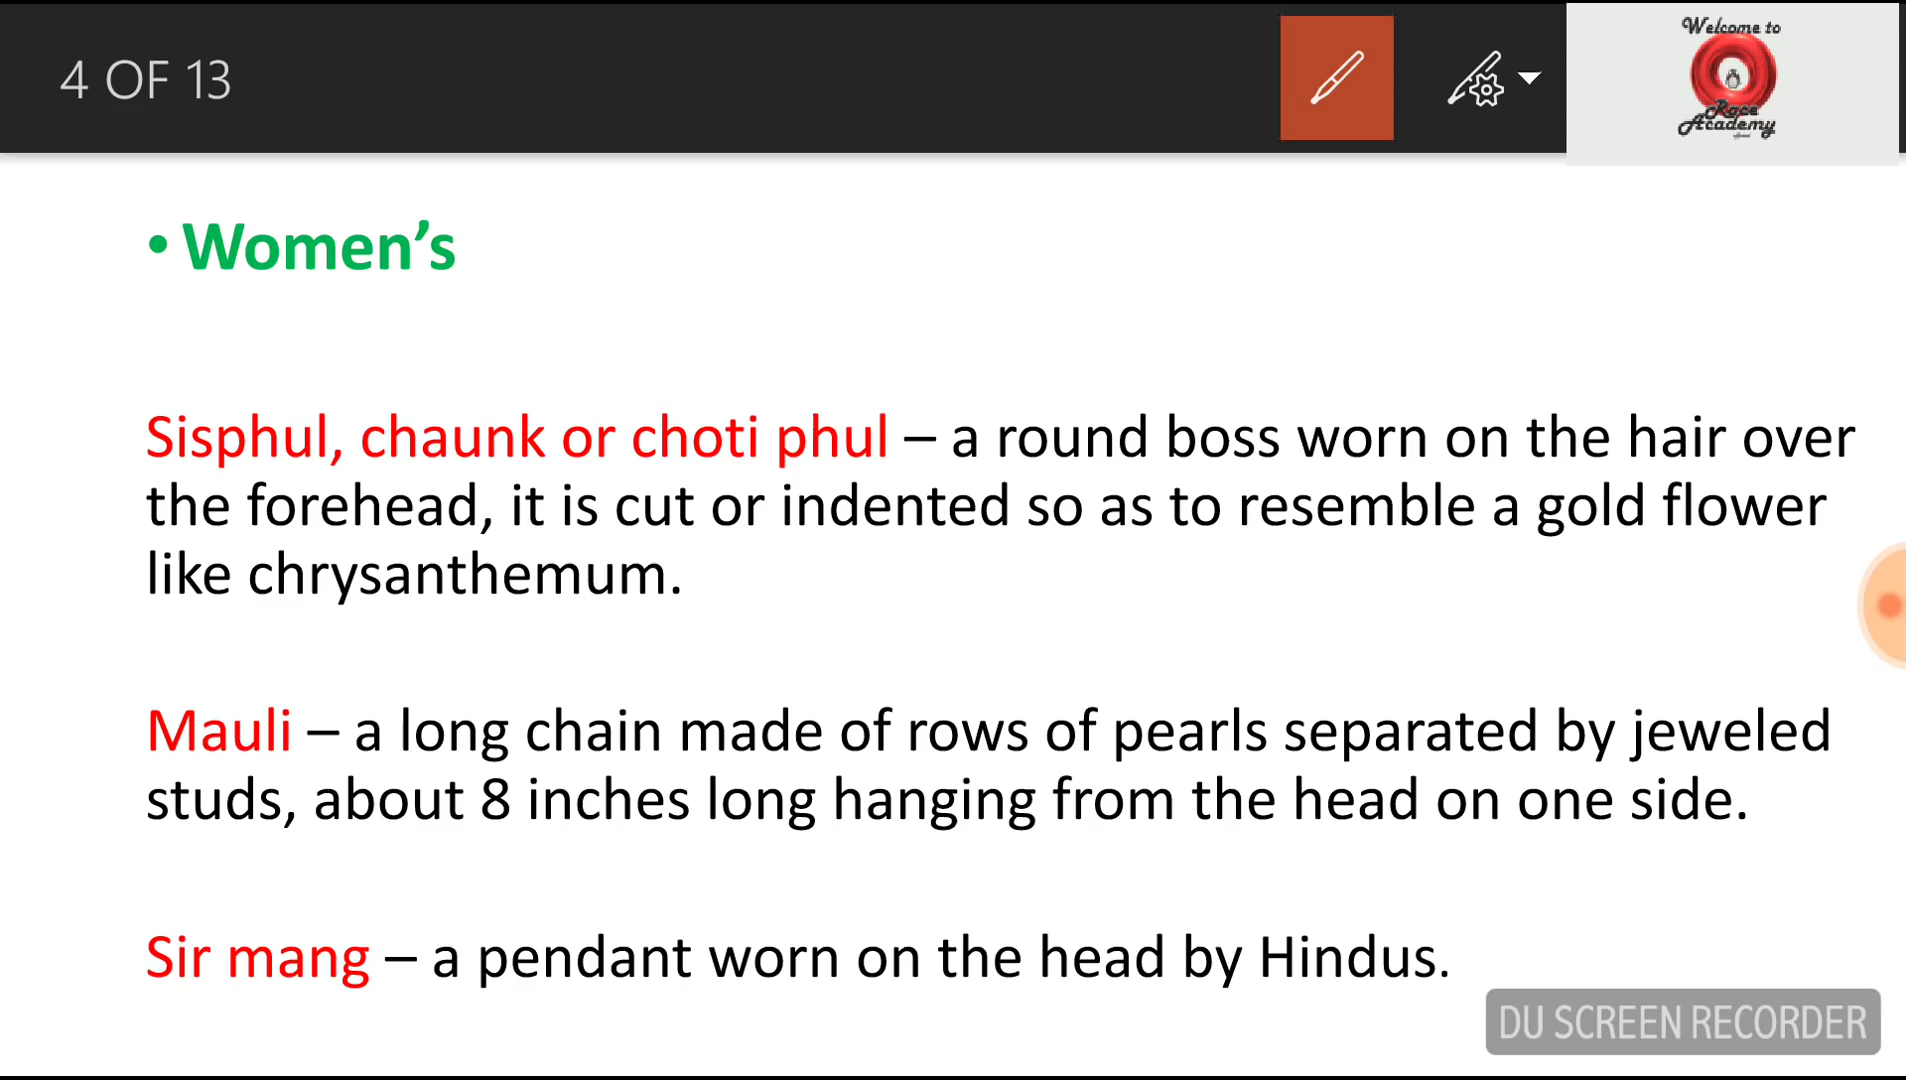 4 OF 13
Welcome to
Race
Academy
• Women’s
Sisphul, chaunk or choti phul – a round boss worn on the hair over
the forehead, it is cut or indented so as to resemble a gold flower
like chrysanthemum.
Mauli – a long chain made of rows of pearls separated by jeweled
studs, about 8 inches long hanging from the head on one side.
Sir mang – a pendant worn on the head by Hindus.
DU SCREEN RECORDER